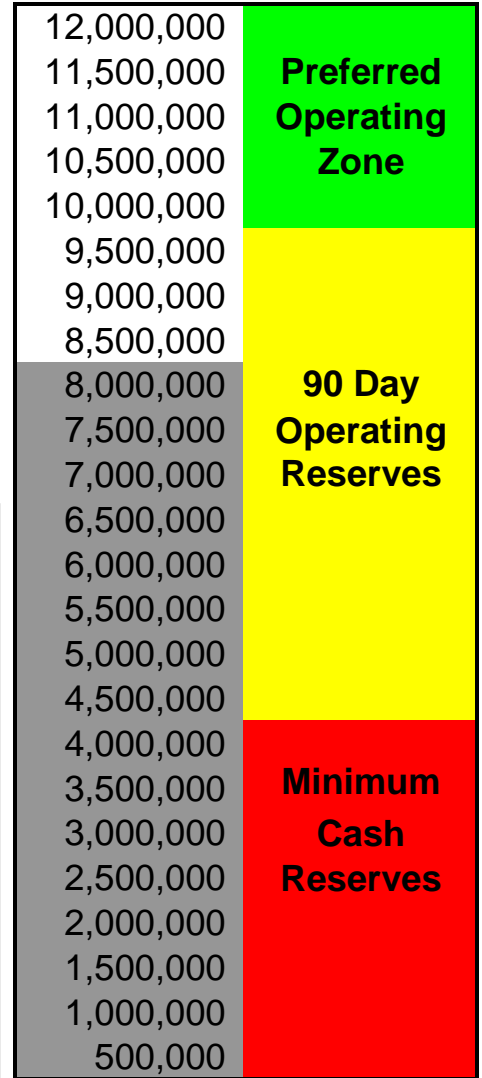 12,000,000
11,500,000 Preferred
11,000,000 Operating
10,500,000 Zone
10,000,000
9,500,000
9,000,000
8,500,000
8,000,000 90 Day
7,500,000 Operating
7,000,000 Reserves
6,500,000
6,000,000
5,500,000
5,000,000
4,500,000
4,000,000
3,500,000 Minimum
3,000,000 Cash
2,500,000 Reserves
2,000,000
1,500,000
1,000,000
500,000